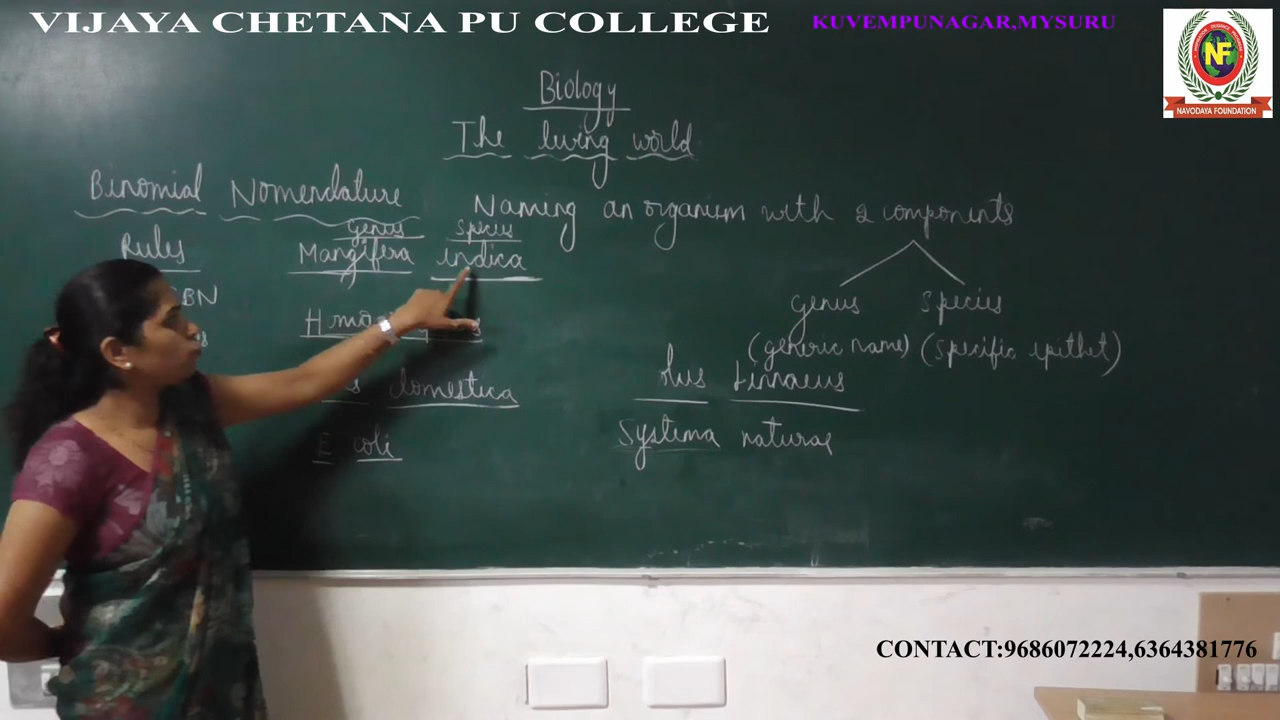 VIJAYA CHETANA PU COLLEGE
KUVEMPUNAGAR,MYSURU
NF
NAVODAYA FOUNDATION
Biology
The living world
Binomial Nomenclature
Naming an organism with 2 components
Genus Species
Rules
Mangifera indica
BN
Genus Species
(generic name) (Specific epithet)
domestica
Linnaeus
E coli
Systema naturae
CONTACT:9686072224,6364381776